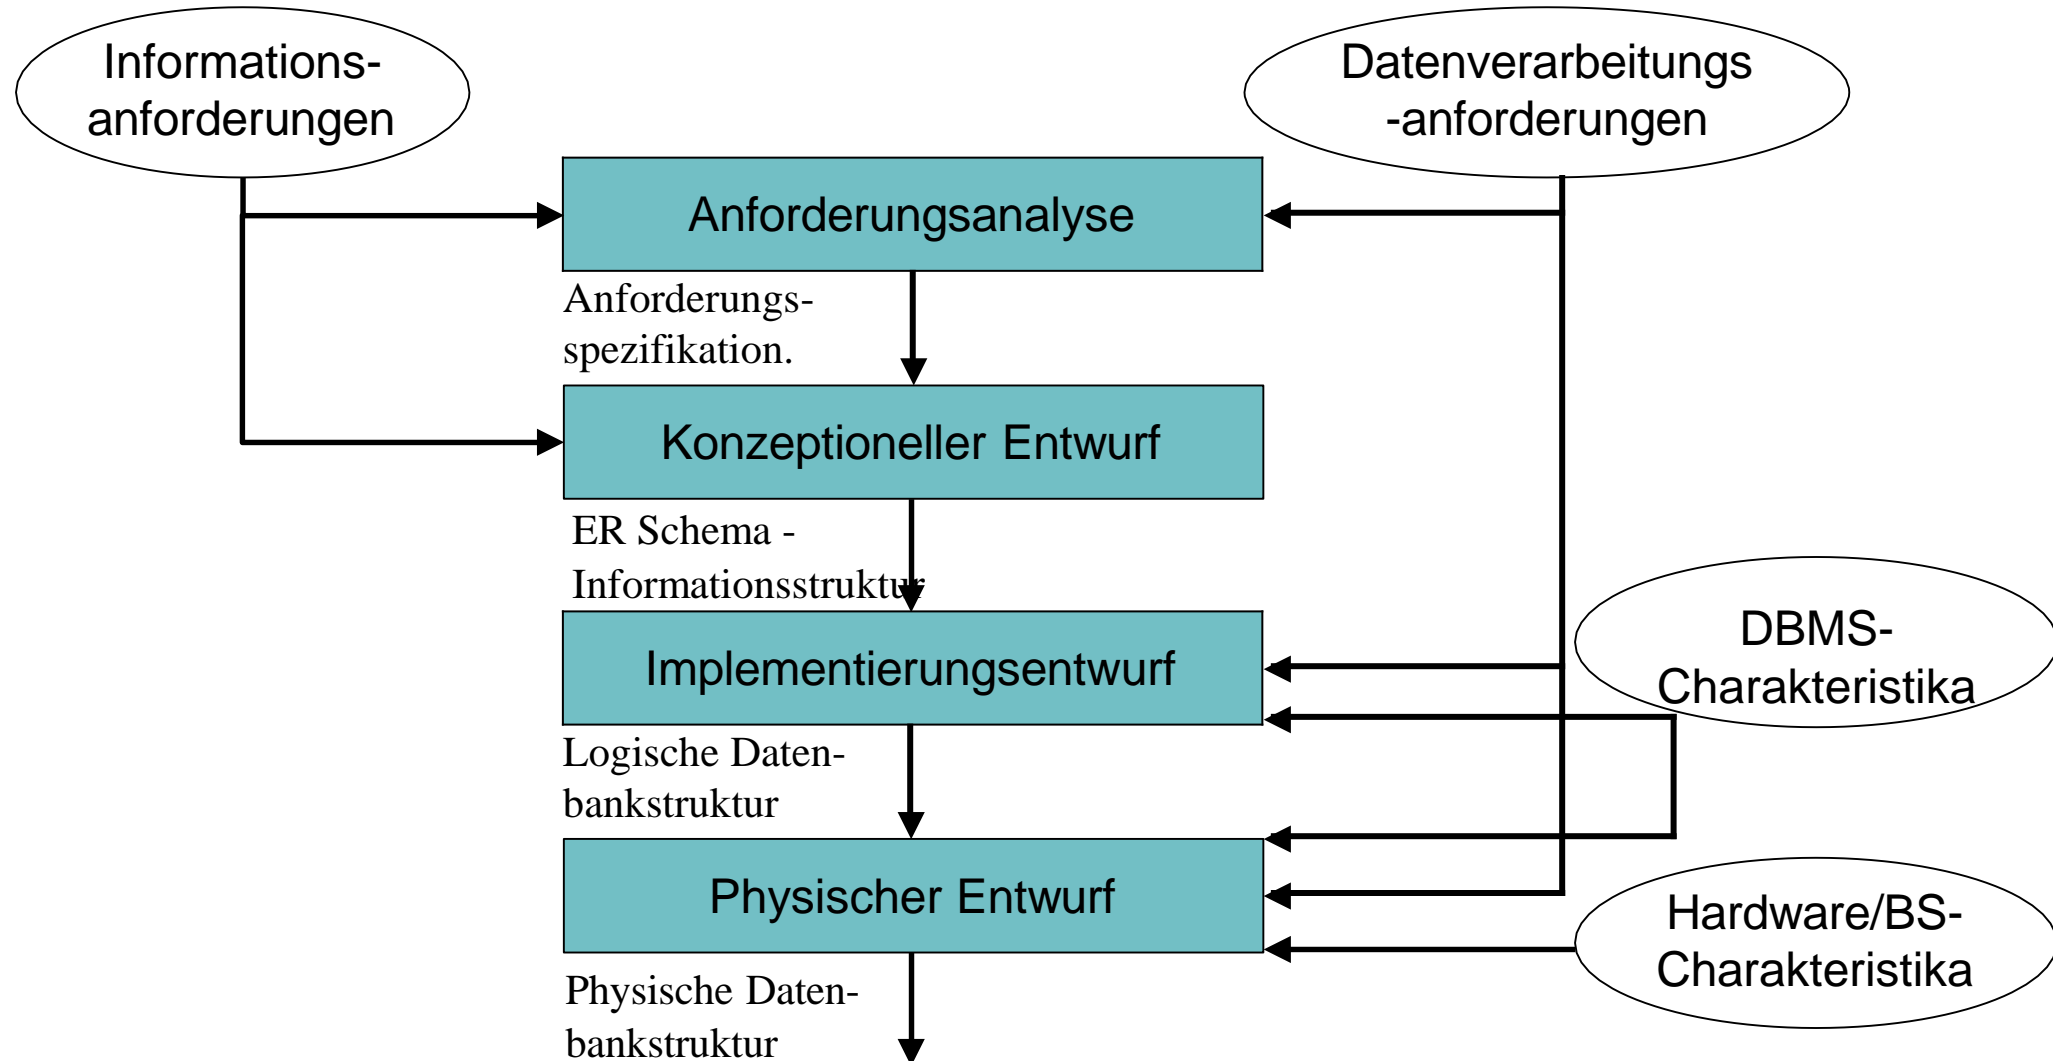 Informations-
anforderungen
Datenverarbeitungs
-anforderungen
Anforderungsanalyse
Anforderungs-
spezifikation.
Konzeptioneller Entwurf
ER Schema -
Informationsstruktur
Implementierungsentwurf
DBMS-
Charakteristika
Logische Daten-
bankstruktur
Physischer Entwurf
Hardware/BS-
Charakteristika
Physische Daten-
bankstruktur